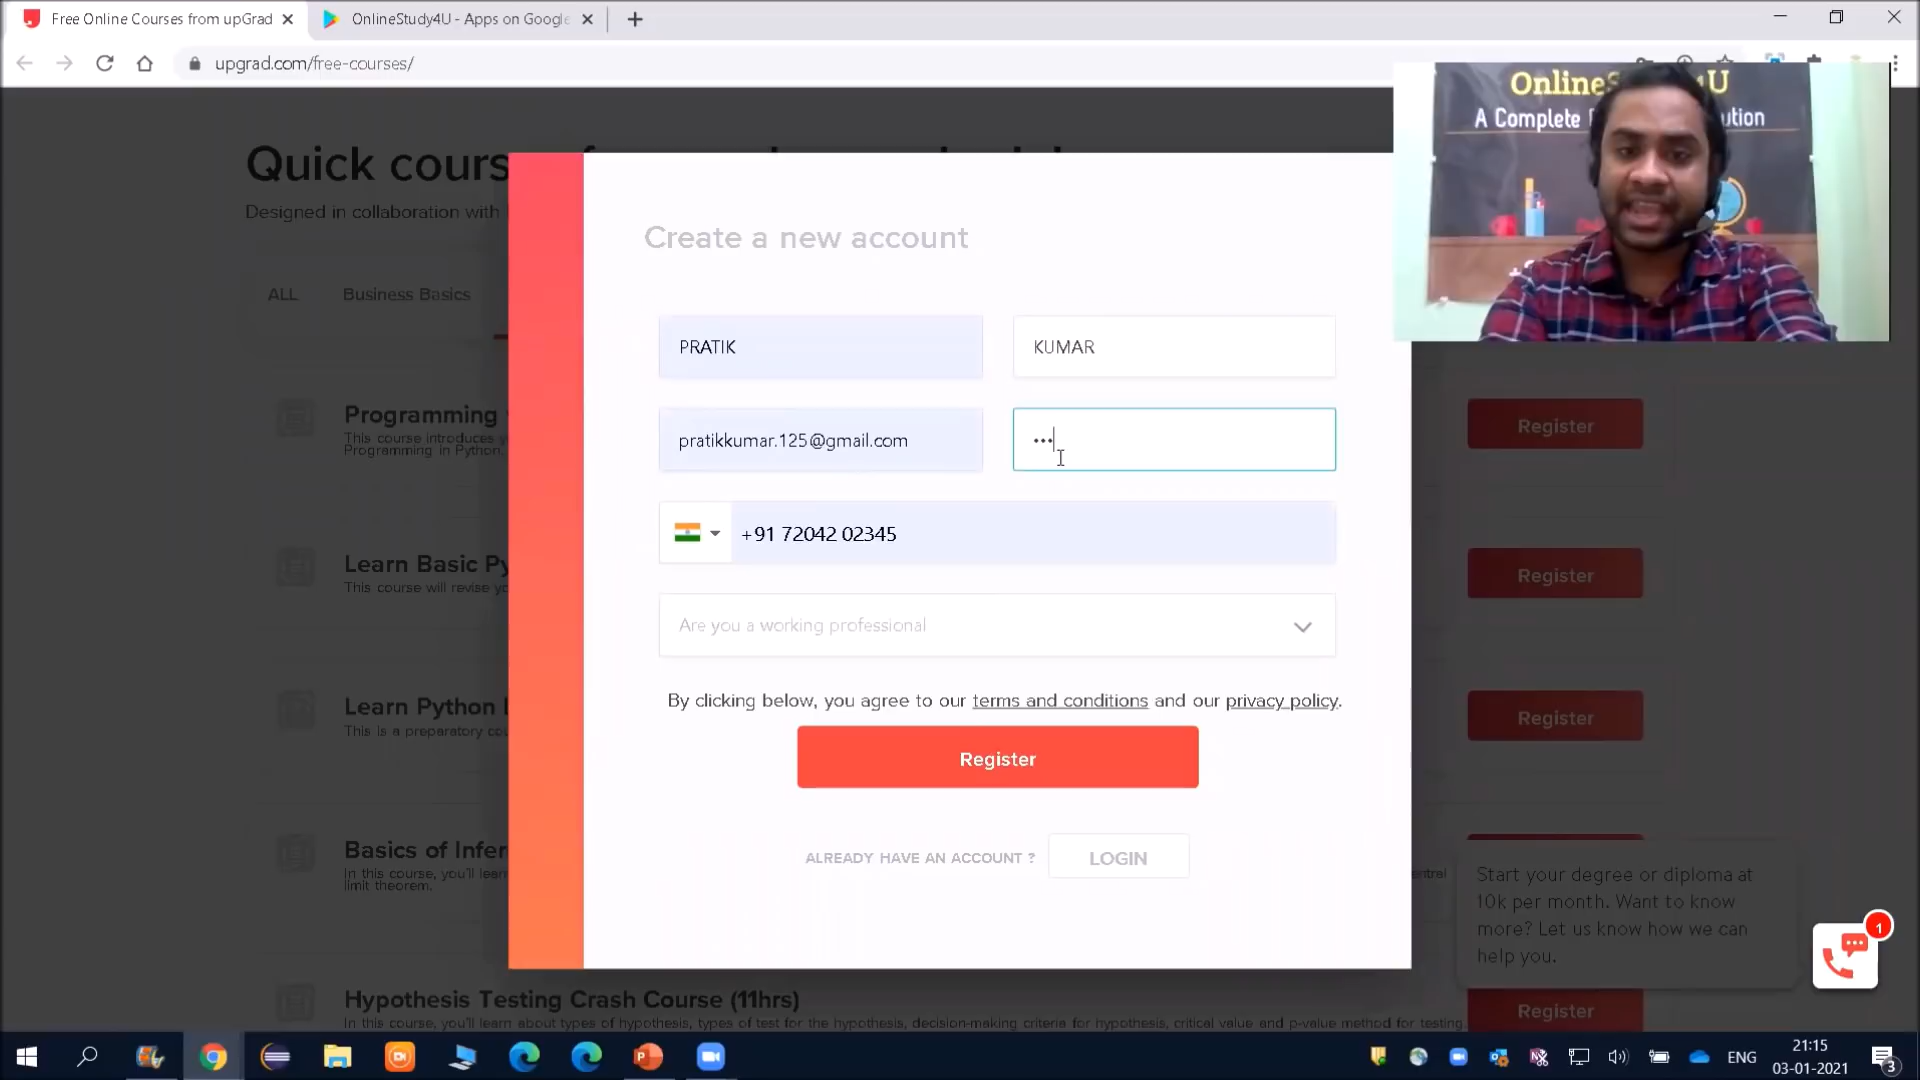 Free Online Courses from upGrad
OnlineStudy4U - Apps on Google
upgrad.com/free-courses/
A Complete
Quick
Designed in collaboration with
Create a new account
ALL
Business Basics
PRATIK
KUMAR
pratikkumar.125@gmail.com
•••
+91 72042 02345
Are you a working professional
By clicking below, you agree to our terms and conditions and our privacy policy.
Register
ALREADY HAVE AN ACCOUNT ?
LOGIN
Programming
This course introduces
Programming in Python.
Register
Learn Basic
This course will revise
Register
Learn Python
This is a preparatory
Register
Basics of
In this course, you'll
limit theorem.
Start your degree or diploma at
10k per month. Want to know
more? Let us know how we can
help you.
1
Hypothesis Testing Crash Course (11hrs)
In this course, you'll learn about types of hypothesis, types of test for the hypothesis, decision-making criteria for hypothesis, critical value and p-value method for testing.
Register
ENG
21:15
03-01-2021
3